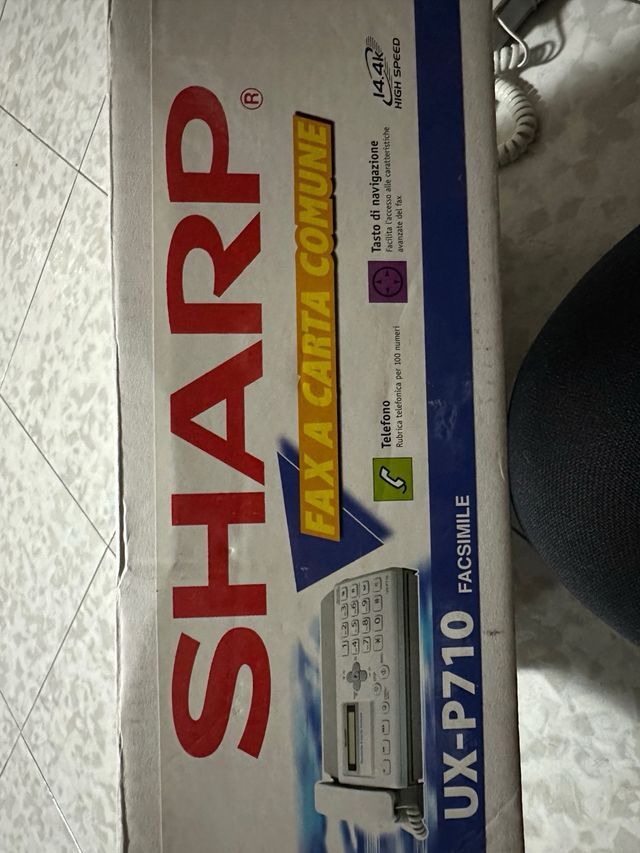 SHARP®
FAX A CARTA COMUNE
Telefono
Rubrica telefonica per 100 numeri
Tasto di navigazione
Facilita l'accesso alle caratteristiche
avanzate del fax
14.4k
HIGH SPEED
UX-P710 FACSIMILE